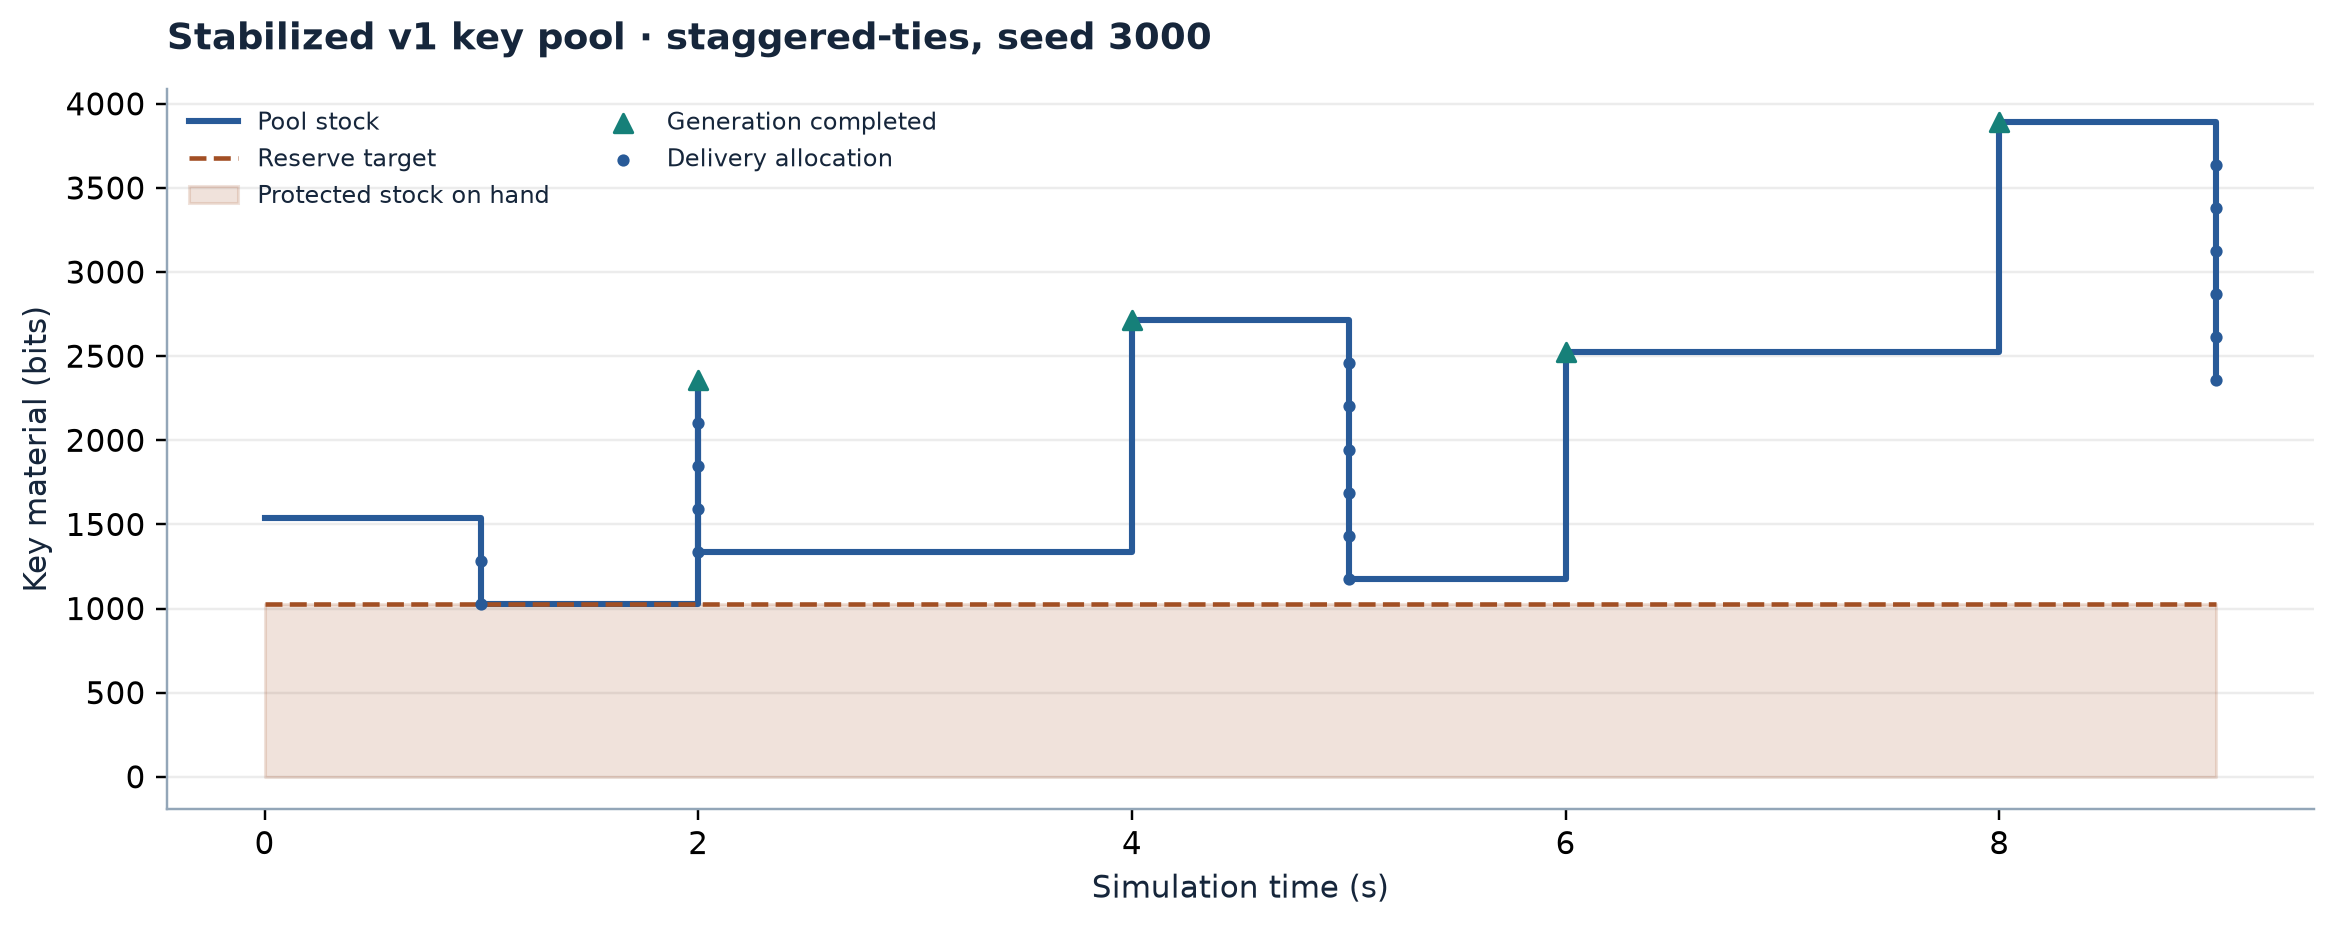 Stabilized v1 key pool · staggered-ties, seed 3000
Key material (bits)
4000
3500
3000
2500
2000
1500
1000
500
0
Pool stock
Reserve target
Protected stock on hand
Generation completed
Delivery allocation
0 2 4 6 8
Simulation time (s)